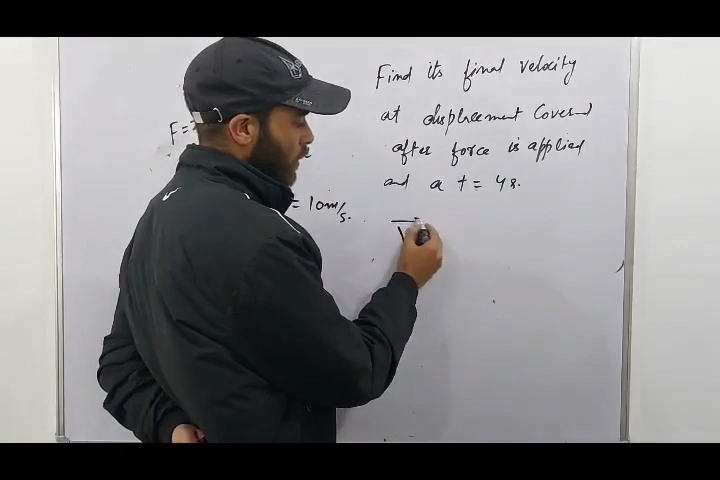 Find its final velocity
at displacement Covered
F=
after force is applied
and a t = 4s.
= 10m/s.